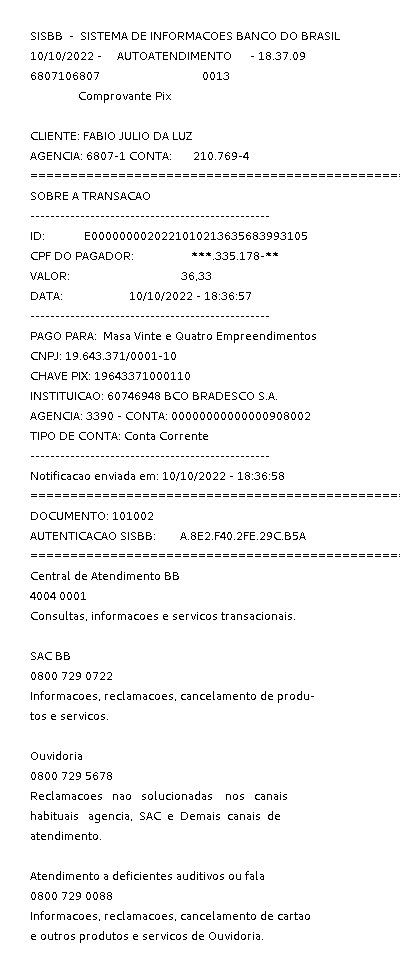 SISBB - SISTEMA DE INFORMACOES BANCO DO BRASIL
10/10/2022 - AUTOATENDIMENTO - 18.37.09
6807106807 0013
Comprovante Pix
CLIENTE: FABIO JULIO DA LUZ
AGENCIA: 6807-1 CONTA: 210.769-4
==================================================
SOBRE A TRANSACAO
------------------------------------------------
ID: E0000000020221010213635683993105
CPF DO PAGADOR: ***.335.178-**
VALOR: 36,33
DATA: 10/10/2022 - 18:36:57
------------------------------------------------
PAGO PARA: Masa Vinte e Quatro Empreendimentos
CNPJ: 19.643.371/0001-10
CHAVE PIX: 19643371000110
INSTITUICAO: 60746948 BCO BRADESCO S.A.
AGENCIA: 3390 - CONTA: 00000000000000908002
TIPO DE CONTA: Conta Corrente
------------------------------------------------
Notificacao enviada em: 10/10/2022 - 18:36:58
==================================================
DOCUMENTO: 101002
AUTENTICACAO SISBB: A.8E2.F40.2FE.29C.B5A
==================================================
Central de Atendimento BB
4004 0001
Consultas, informacoes e servicos transacionais.
SAC BB
0800 729 0722
Informacoes, reclamacoes, cancelamento de produ-
tos e servicos.
Ouvidoria
0800 729 5678
Reclamacoes nao solucionadas nos canais
habituais agencia, SAC e Demais canais de
atendimento.
Atendimento a deficientes auditivos ou fala
0800 729 0088
Informacoes, reclamacoes, cancelamento de cartao
e outros produtos e servicos de Ouvidoria.